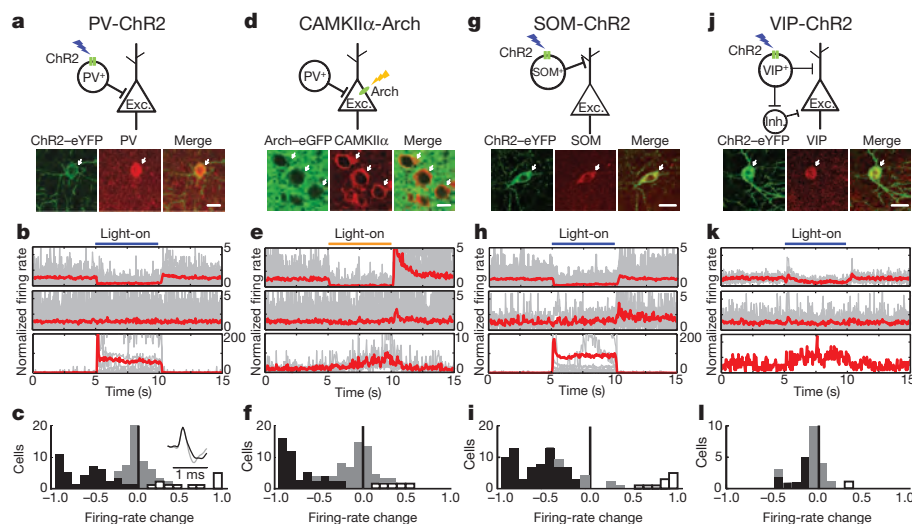 a PV-ChR2
ChR2
PV+
Exc.
ChR2–eYFP PV Merge
d CAMKIIα-Arch
PV+
Exc. Arch
Arch–eGFP CAMKIIα Merge
g SOM-ChR2
ChR2
SOM+
Exc.
ChR2–eYFP SOM Merge
j VIP-ChR2
ChR2
VIP+
Exc.
Inh.
ChR2–eYFP VIP Merge
b Light-on
Normalized firing rate
5
0
5
0
200
0
0 5 10 15
Time (s)
e Light-on
Normalized firing rate
5
0
5
0
10
0
0 5 10 15
Time (s)
h Light-on
Normalized firing rate
5
0
5
0
200
0
0 5 10 15
Time (s)
k Light-on
Normalized firing rate
5
0
5
0
0 5 10 15
Time (s)
c
Cells
20
10
0
1 ms
−1.0 −0.5 0 0.5 1.0
Firing-rate change
f
Cells
20
10
0
−1.0 −0.5 0 0.5 1.0
Firing-rate change
i
Cells
20
10
0
−1.0 −0.5 0 0.5 1.0
Firing-rate change
l
Cells
10
5
0
−1.0 −0.5 0.0 0.5 1.0
Firing-rate change